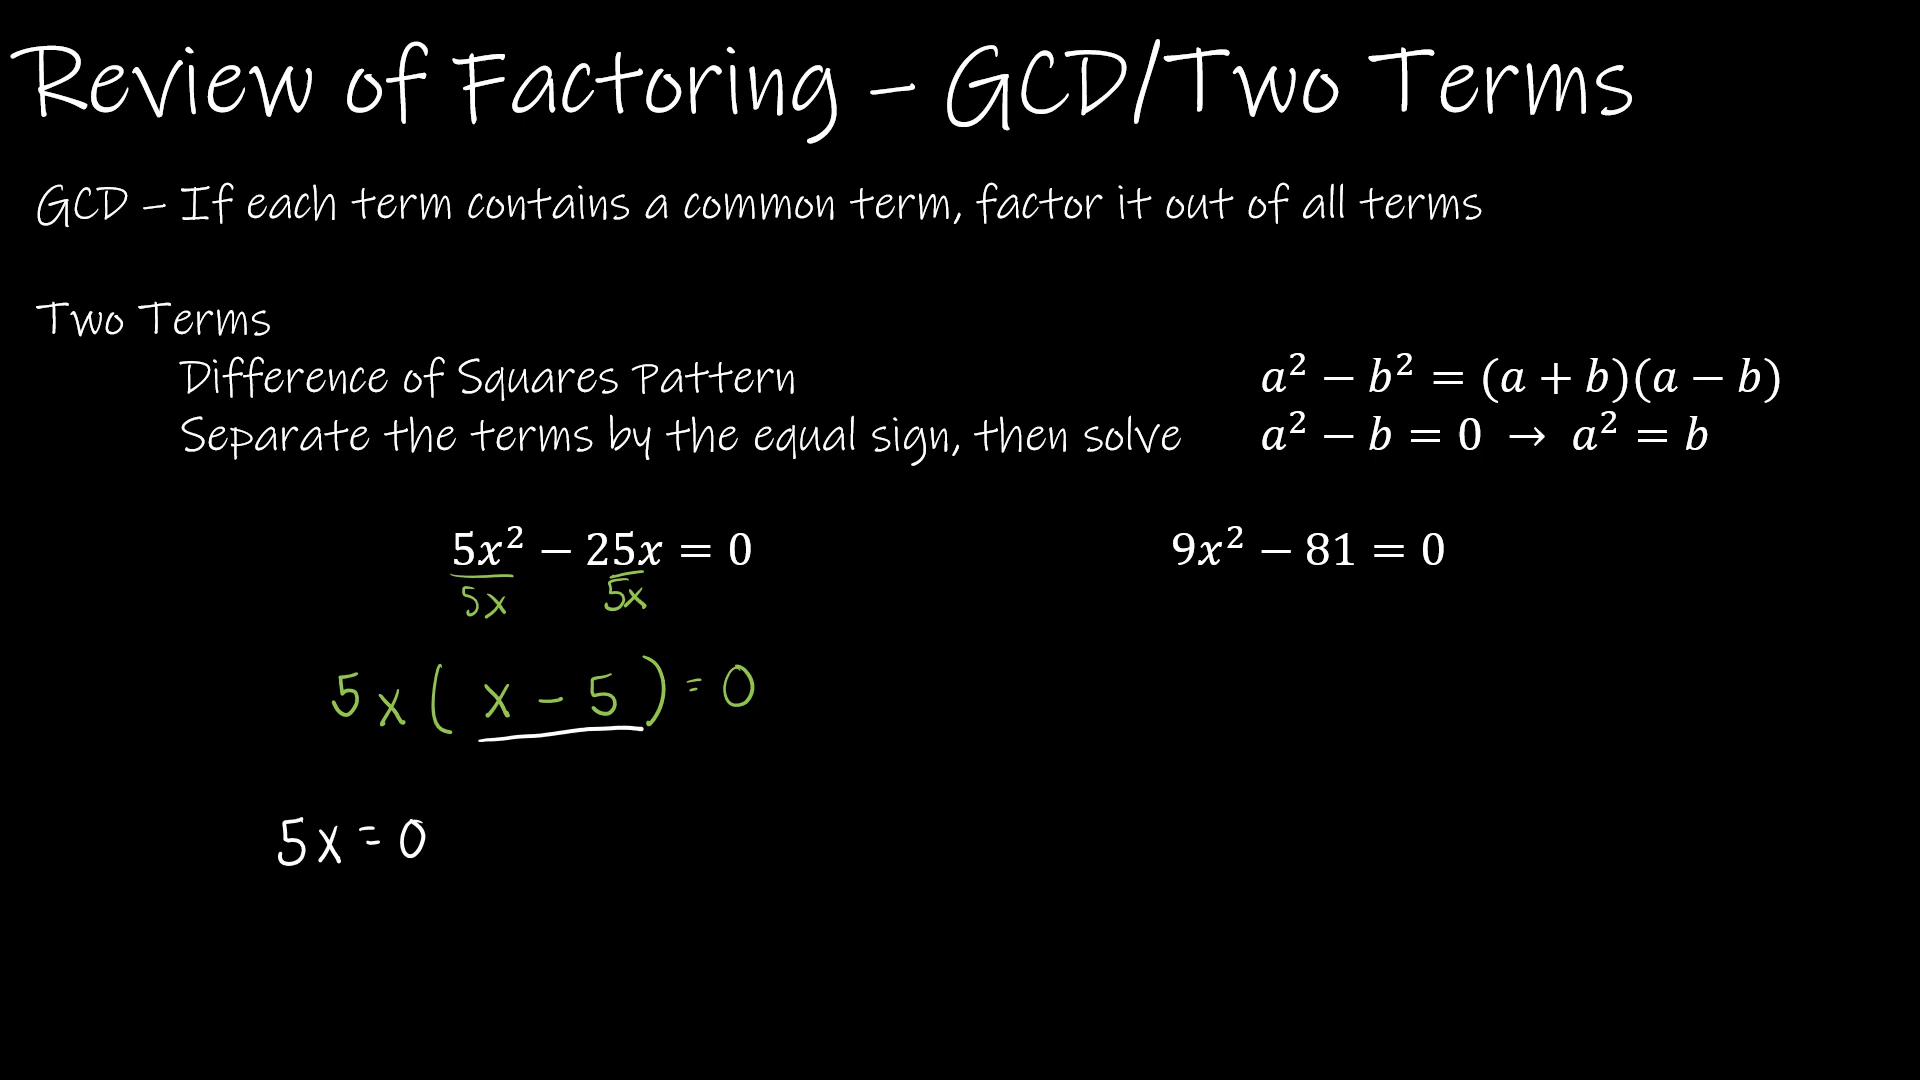 Review of Factoring – GCD/Two Terms
GCD – If each term contains a common term, factor it out of all terms
Two Terms
Difference of Squares Pattern a² − b² = (a + b)(a − b)
Separate the terms by the equal sign, then solve a² − b = 0 → a² = b
5x² − 25x = 0 9x² − 81 = 0
5x 5x
5x ( x − 5 ) = 0
5x = 0